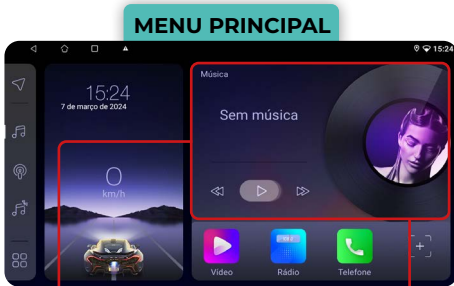 MENU PRINCIPAL
15:24
15:24
7 de março de 2024
0
km/h
Música
Sem música
Vídeo
Rádio
Telefone